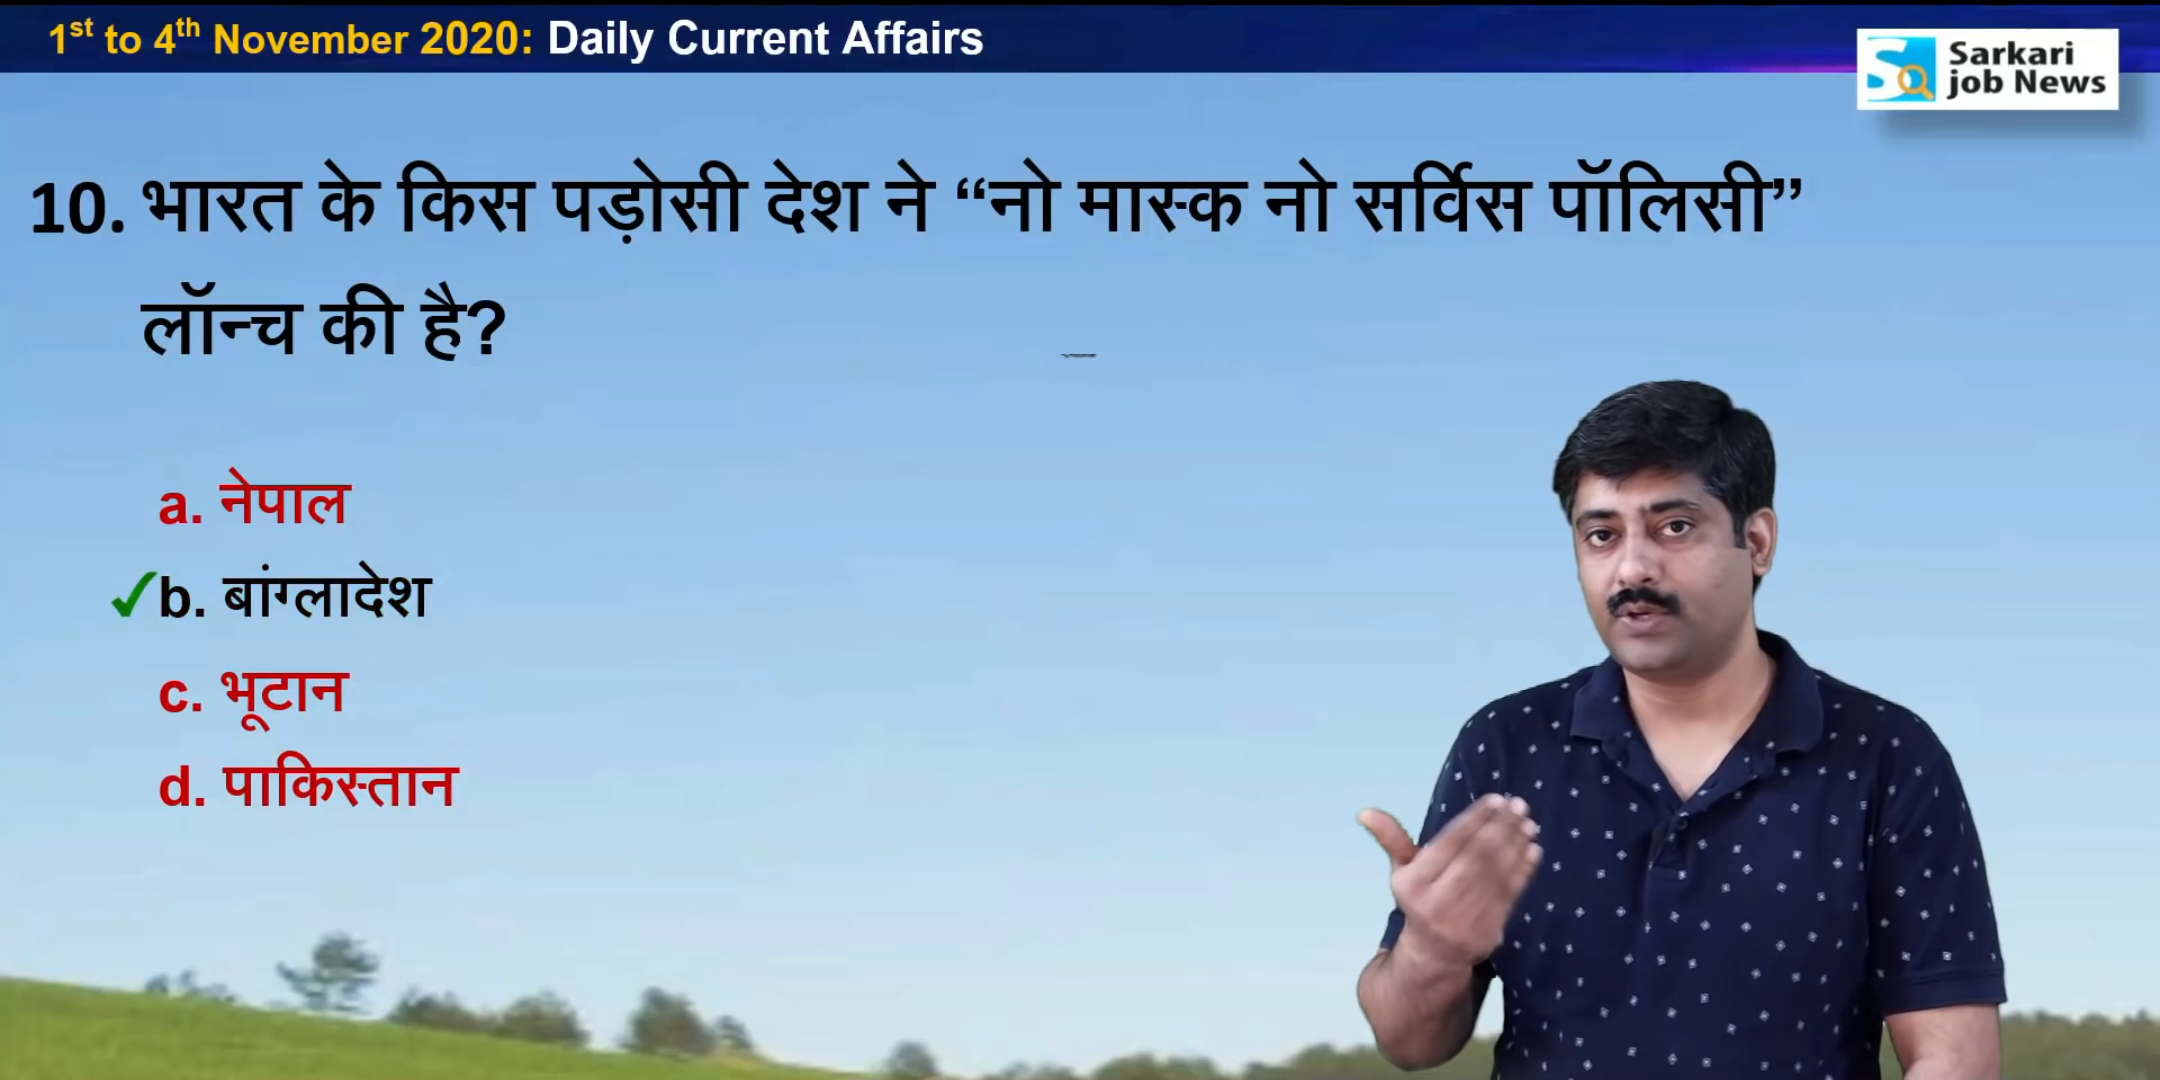 1st to 4th November 2020: Daily Current Affairs
Sarkari
job News
10. भारत के किस पड़ोसी देश ने “नो मास्क नो सर्विस पॉलिसी”
लॉन्च की है?
a. नेपाल
✓b. बांग्लादेश
c. भूटान
d. पाकिस्तान